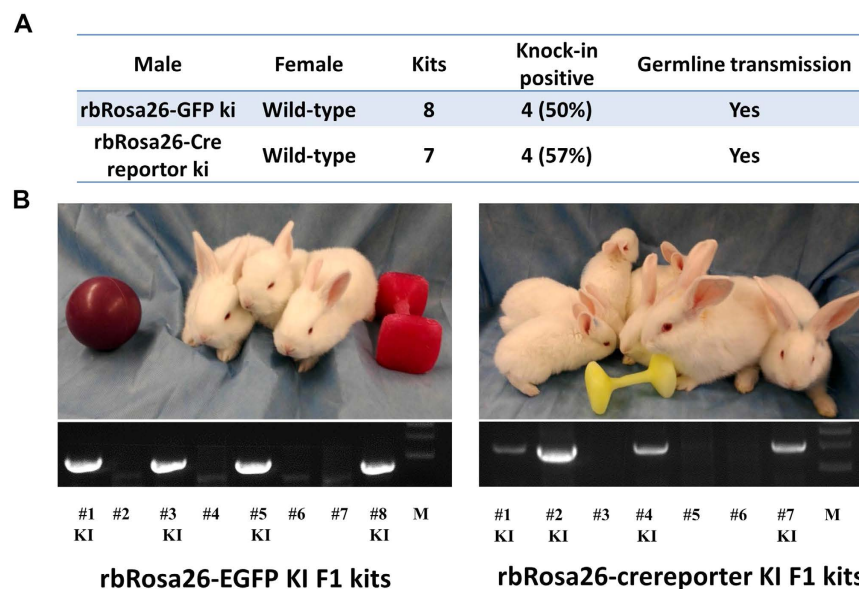 A
Male Female Kits Knock-in positive Germline transmission
rbRosa26-GFP ki Wild-type 8 4 (50%) Yes
rbRosa26-Cre reportor ki Wild-type 7 4 (57%) Yes
B
#1 #2 #3 #4 #5 #6 #7 #8 M
KI KI KI KI
rbRosa26-EGFP KI F1 kits
#1 #2 #3 #4 #5 #6 #7 M
KI KI KI KI
rbRosa26-crereporter KI F1 kits